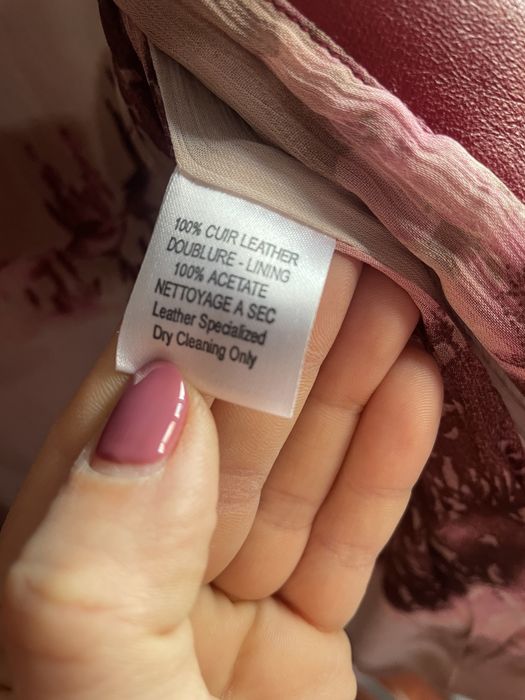 100% CUIR LEATHER
DOUBLURE - LINING
100% ACETATE
NETTOYAGE A SEC
Leather Specialized
Dry Cleaning Only